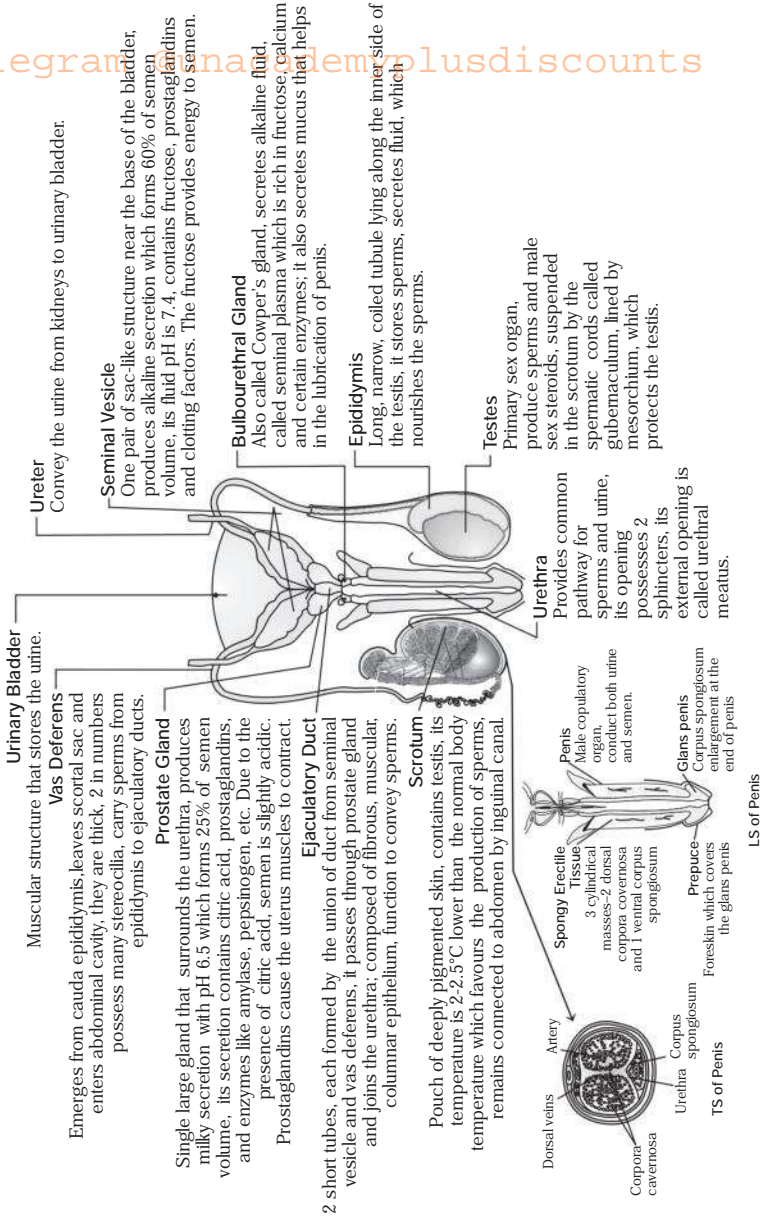 egram @unacademyplusdiscounts
Urinary Bladder
Muscular structure that stores the urine.
Vas Deferens
Emerges from cauda epididymis,leaves scortal sac and
enters abdominal cavity, they are thick, 2 in numbers
possess many stereocilia, carry sperms from
epididymis to ejaculatory ducts.
Prostate Gland
Single large gland that surrounds the urethra, produces
milky secretion with pH 6.5 which forms 25% of semen
volume, its secretion contains citric acid, prostaglandins,
and enzymes like amylase, pepsinogen, etc. Due to the
presence of citric acid, semen is slightly acidic.
Prostaglandins cause the uterus muscles to contract.
Ejaculatory Duct
2 short tubes, each formed by the union of duct from seminal
vesicle and vas deferens, it passes through prostate gland
and joins the urethra; composed of fibrous, muscular,
columnar epithelium, function to convey sperms.
Scrotum
Pouch of deeply pigmented skin, contains testis, its
temperature is 2-2.5°C lower than the normal body
temperature which favours the production of sperms,
remains connected to abdomen by inguinal canal.
Ureter
Convey the urine from kidneys to urinary bladder.
Seminal Vesicle
One pair of sac-like structure near the base of the bladder,
produces alkaline secretion which forms 60% of semen
volume, its fluid pH is 7.4, contains fructose, prostaglandins
and clotting factors. The fructose provides energy to semen.
Bulbourethral Gland
Also called Cowper's gland, secretes alkaline fluid,
called seminal plasma which is rich in fructose, calcium
and certain enzymes; it also secretes mucus that helps
in the lubrication of penis.
Epididymis
Long, narrow, coiled tubule lying along the inner side of
the testis, it stores sperms, secretes fluid, which
nourishes the sperms.
Testes
Primary sex organ,
produce sperms and male
sex steroids, suspended
in the scrotum by the
spermatic cords called
gubernaculum, lined by
mesorchium, which
protects the testis.
Urethra
Provides common
pathway for
sperms and urine,
its opening
possesses 2
sphincters, its
external opening is
called urethral
meatus.
Dorsal veins
Artery
Corpora
cavernosa
Urethra
Corpus
spongiosum
TS of Penis
Spongy Erectile
Tissue
3 cylindrical
masses–2 dorsal
corpora covernosa
and 1 ventral corpus
spongiosum
Penis
Male copulatory
organ,
conduct both urine
and semen.
Prepuce
Foreskin which covers
the glans penis
Glans penis
Corpus spongiosum
enlargement at the
end of penis
LS of Penis